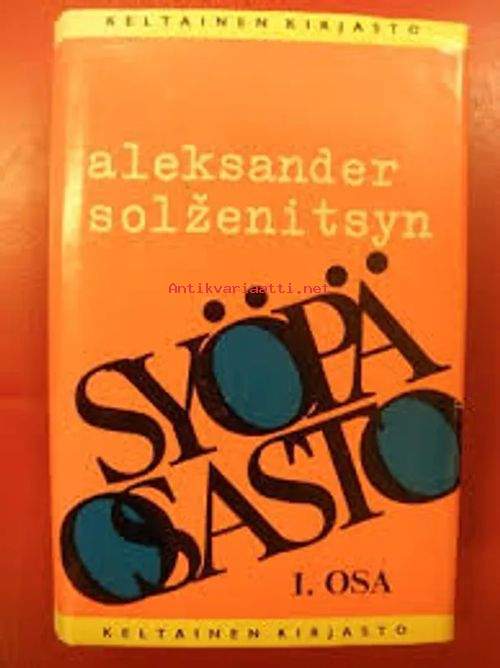 KELTAINEN KIRJASTO
aleksander
solženitsyn
Antikvariaatti.net
SYÖPÄ
OSASTO
I. OSA
KELTAINEN KIRJASTO